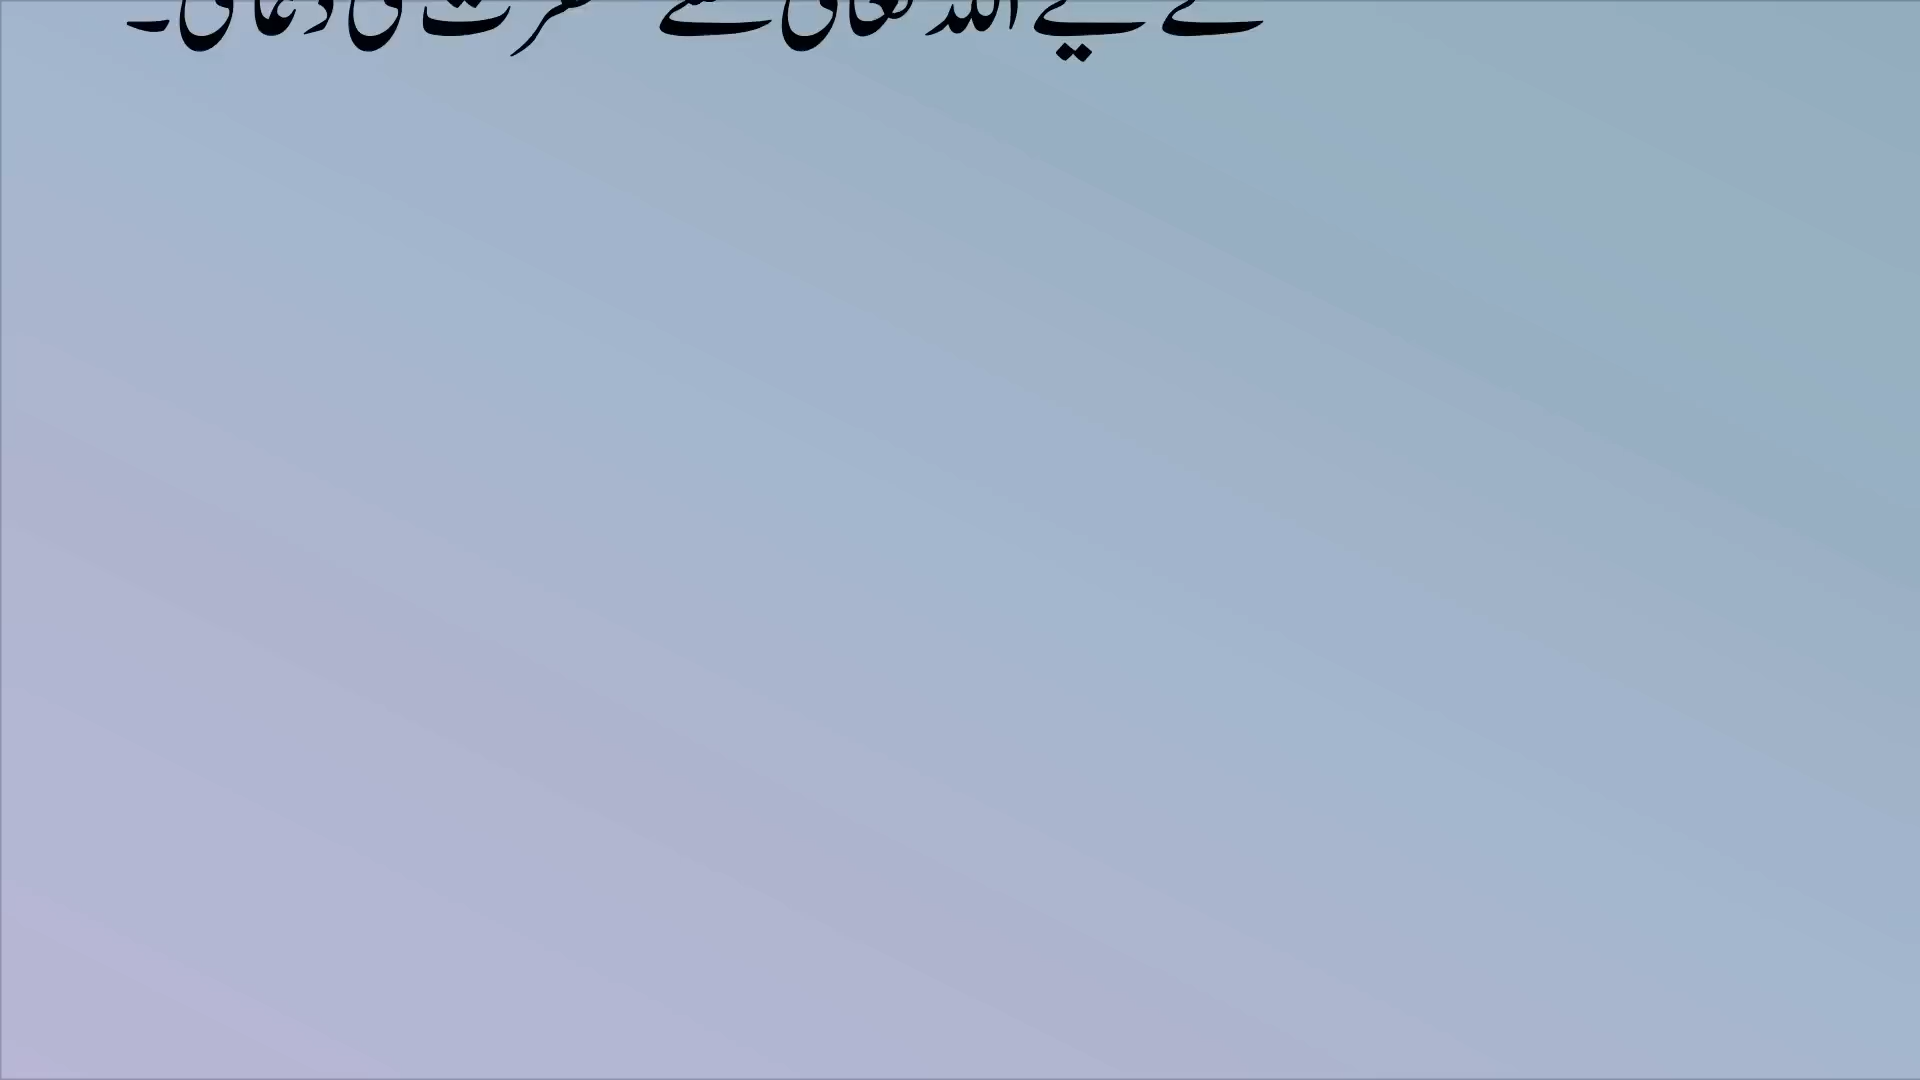 کے لیے اللہ تعالیٰ سے مغفرت کی دعا کی۔